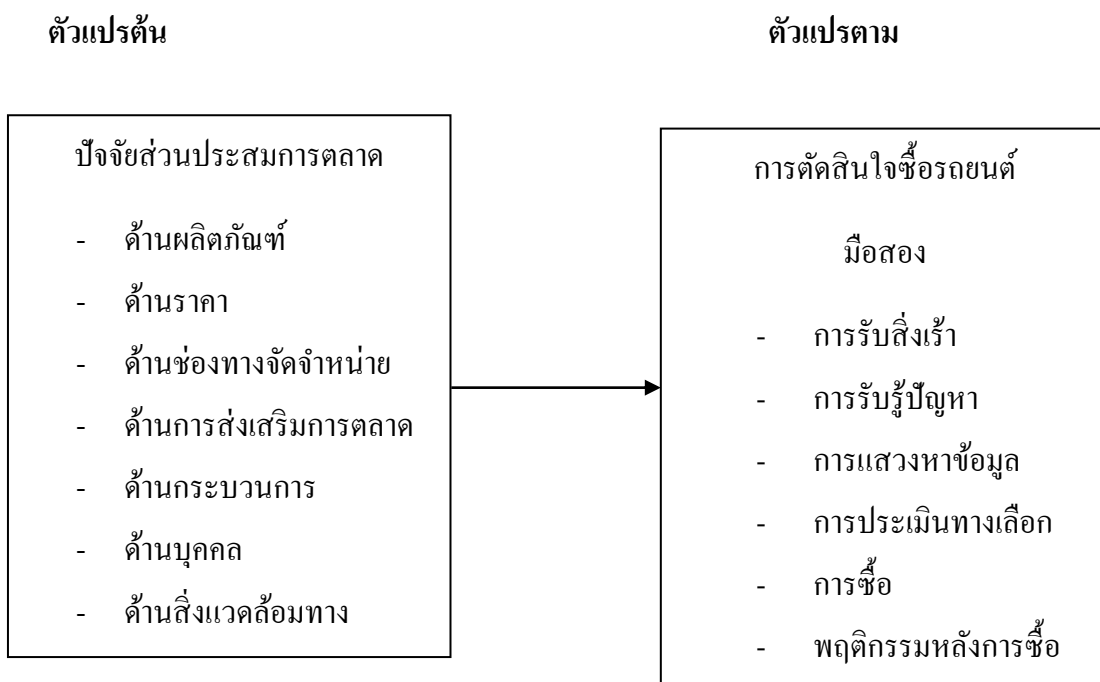 ตัวแปรต้น
ตัวแปรตาม
ปัจจัยส่วนประสมการตลาด
- ด้านผลิตภัณฑ์
- ด้านราคา
- ด้านช่องทางจัดจำหน่าย
- ด้านการส่งเสริมการตลาด
- ด้านกระบวนการ
- ด้านบุคคล
- ด้านสิ่งแวดล้อมทาง
การตัดสินใจซื้อรถยนต์
มือสอง
- การรับสิ่งเร้า
- การรับรู้ปัญหา
- การแสวงหาข้อมูล
- การประเมินทางเลือก
- การซื้อ
- พฤติกรรมหลังการซื้อ